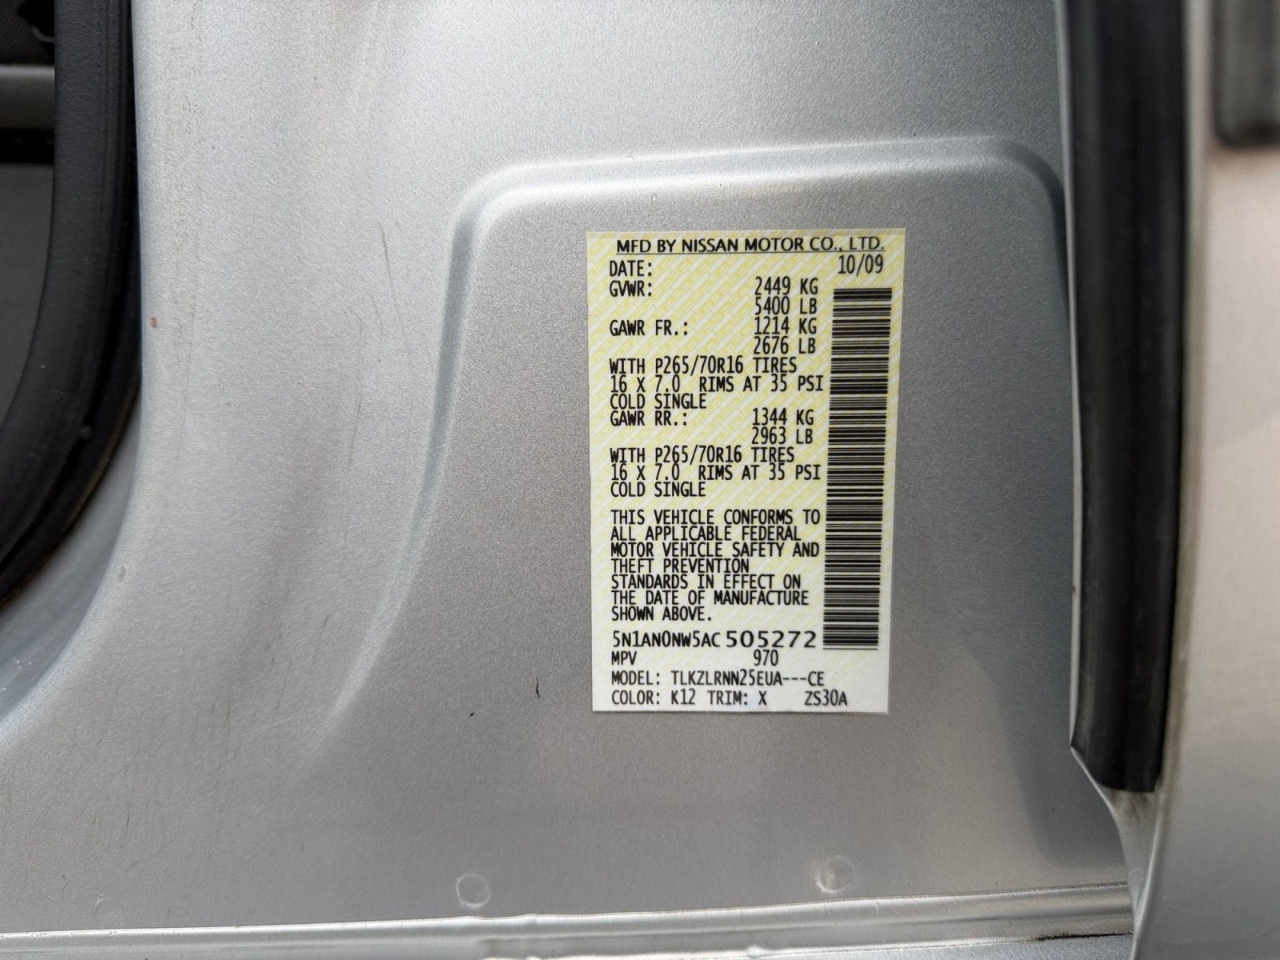 MFD BY NISSAN MOTOR CO., LTD.
DATE: 10/09
GVWR: 2449 KG
5400 LB
GAWR FR.: 1214 KG
2676 LB
WITH P265/70R16 TIRES
16 X 7.0 RIMS AT 35 PSI
COLD SINGLE
GAWR RR.: 1344 KG
2963 LB
WITH P265/70R16 TIRES
16 X 7.0 RIMS AT 35 PSI
COLD SINGLE
THIS VEHICLE CONFORMS TO
ALL APPLICABLE FEDERAL
MOTOR VEHICLE SAFETY AND
THEFT PREVENTION
STANDARDS IN EFFECT ON
THE DATE OF MANUFACTURE
SHOWN ABOVE.
5N1AN0NW5AC505272
MPV 970
MODEL: TLKZLRNN25EUA---CE
COLOR: K12 TRIM: X ZS30A